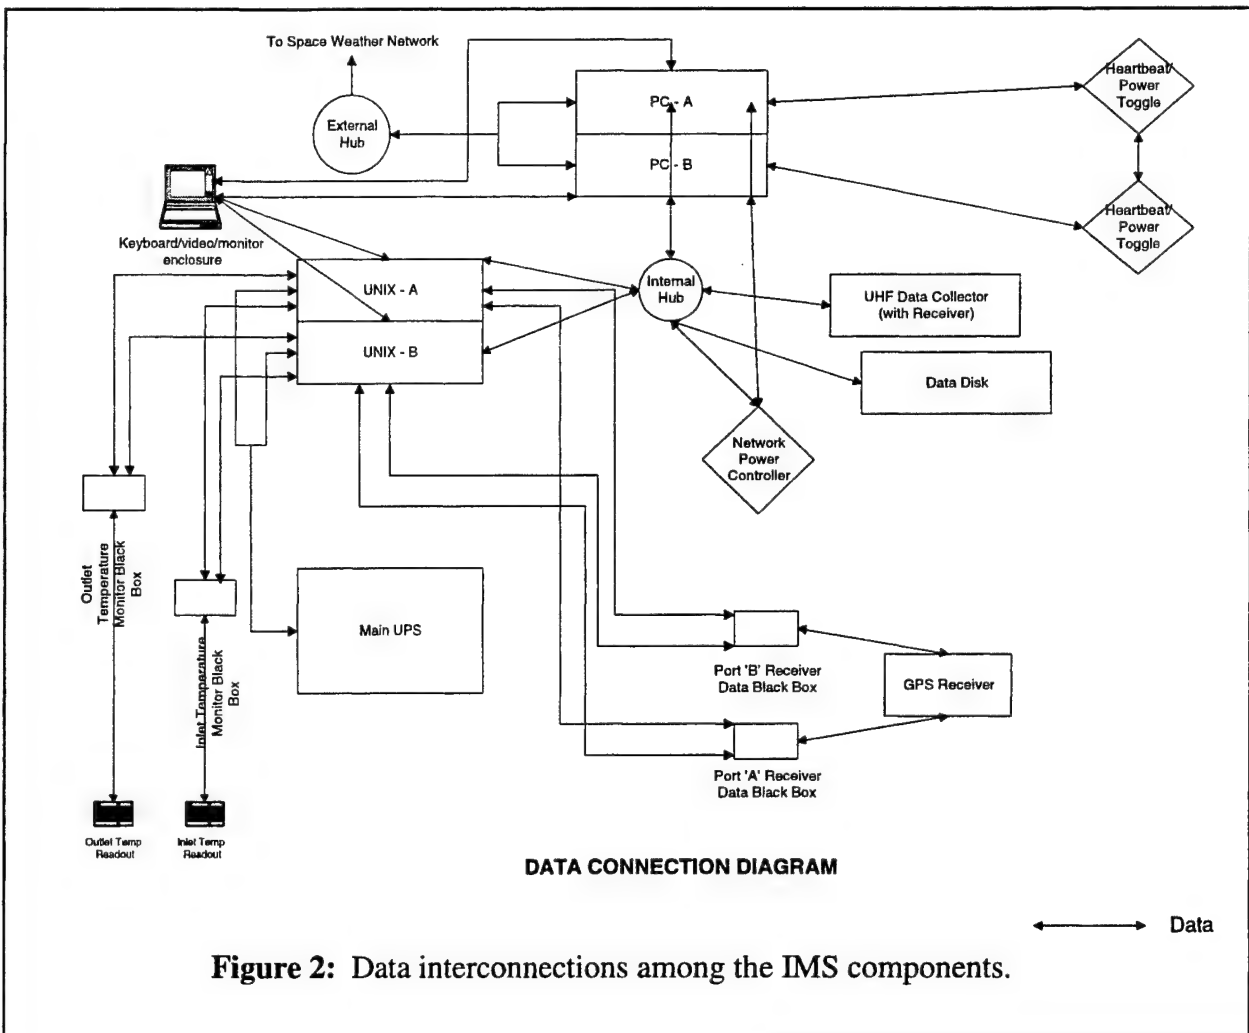 To Space Weather Network
External
Hub
PC - A
PC - B
Heartbeat/
Power
Toggle
Heartbeat/
Power
Toggle
Keyboard/video/monitor
enclosure
UNIX - A
UNIX - B
Internal
Hub
UHF Data Collector
(with Receiver)
Data Disk
Network
Power
Controller
Outlet
Temperature
Monitor Black
Box
Inlet Temperature
Monitor Black
Box
Main UPS
Port 'B' Receiver
Data Black Box
GPS Receiver
Port 'A' Receiver
Data Black Box
Outlet Temp
Readout
Inlet Temp
Readout
DATA CONNECTION DIAGRAM
Data
Figure 2: Data interconnections among the IMS components.